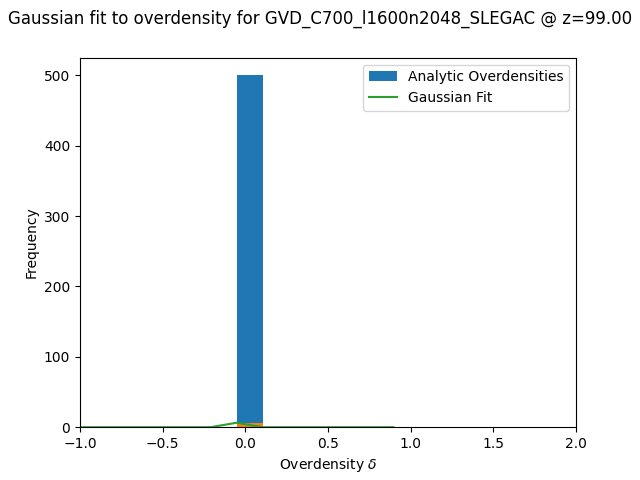 Gaussian fit to overdensity for GVD_C700_l1600n2048_SLEGAC @ z=99.00
Analytic Overdensities
Gaussian Fit
Frequency
500
400
300
200
100
0
−1.0 −0.5 0.0 0.5 1.0 1.5 2.0
Overdensity δ